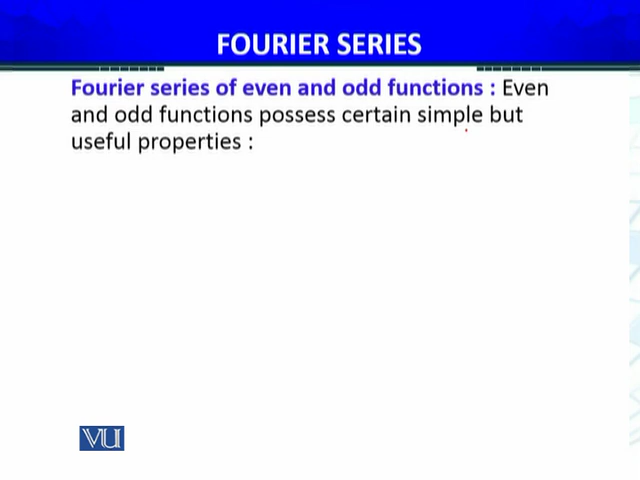 FOURIER SERIES
Fourier series of even and odd functions : Even
and odd functions possess certain simple but
useful properties :
VU